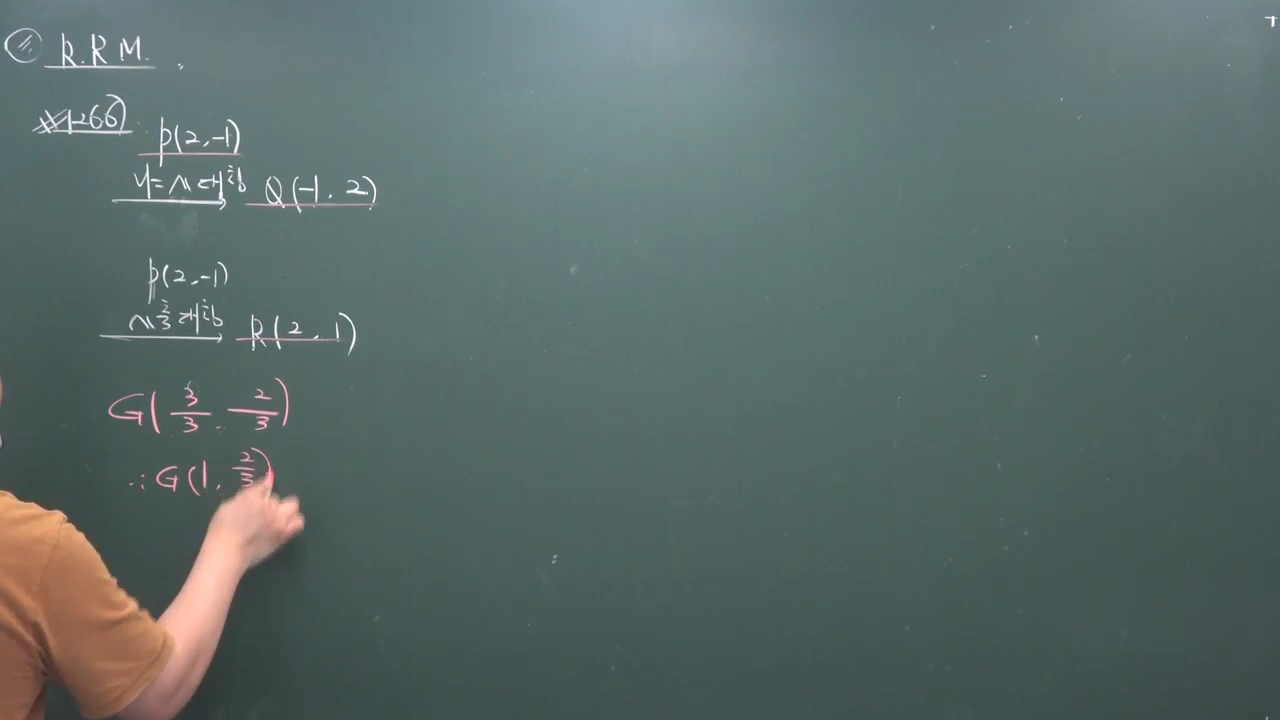 R.R.M.
#1266)
P(2,-1)
y=x 대칭 Q(-1, 2)
P(2,-1)
x축 대칭 R(2, 1)
G(3/3, 2/3)
∴ G(1, 2/3)